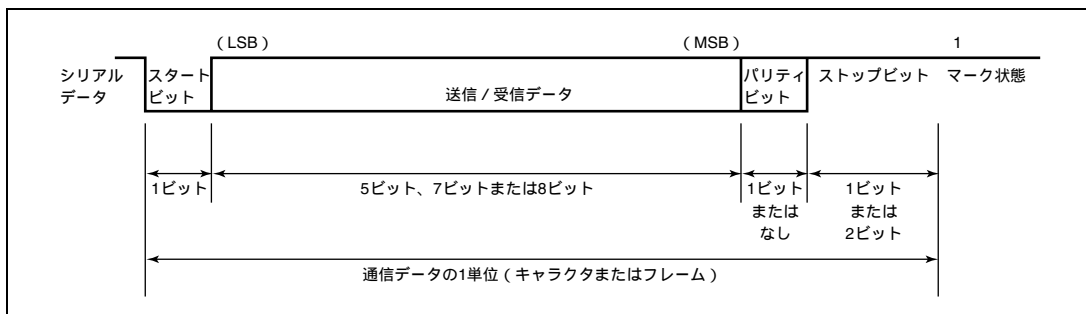 (LSB)
(MSB)
1
シリアル
データ
スタート
ビット
送信 / 受信データ
パリティ
ビット
ストップビット
マーク状態
1ビット
5ビット、7ビットまたは8ビット
1ビット
または
なし
1ビット
または
2ビット
通信データの1単位(キャラクタまたはフレーム)